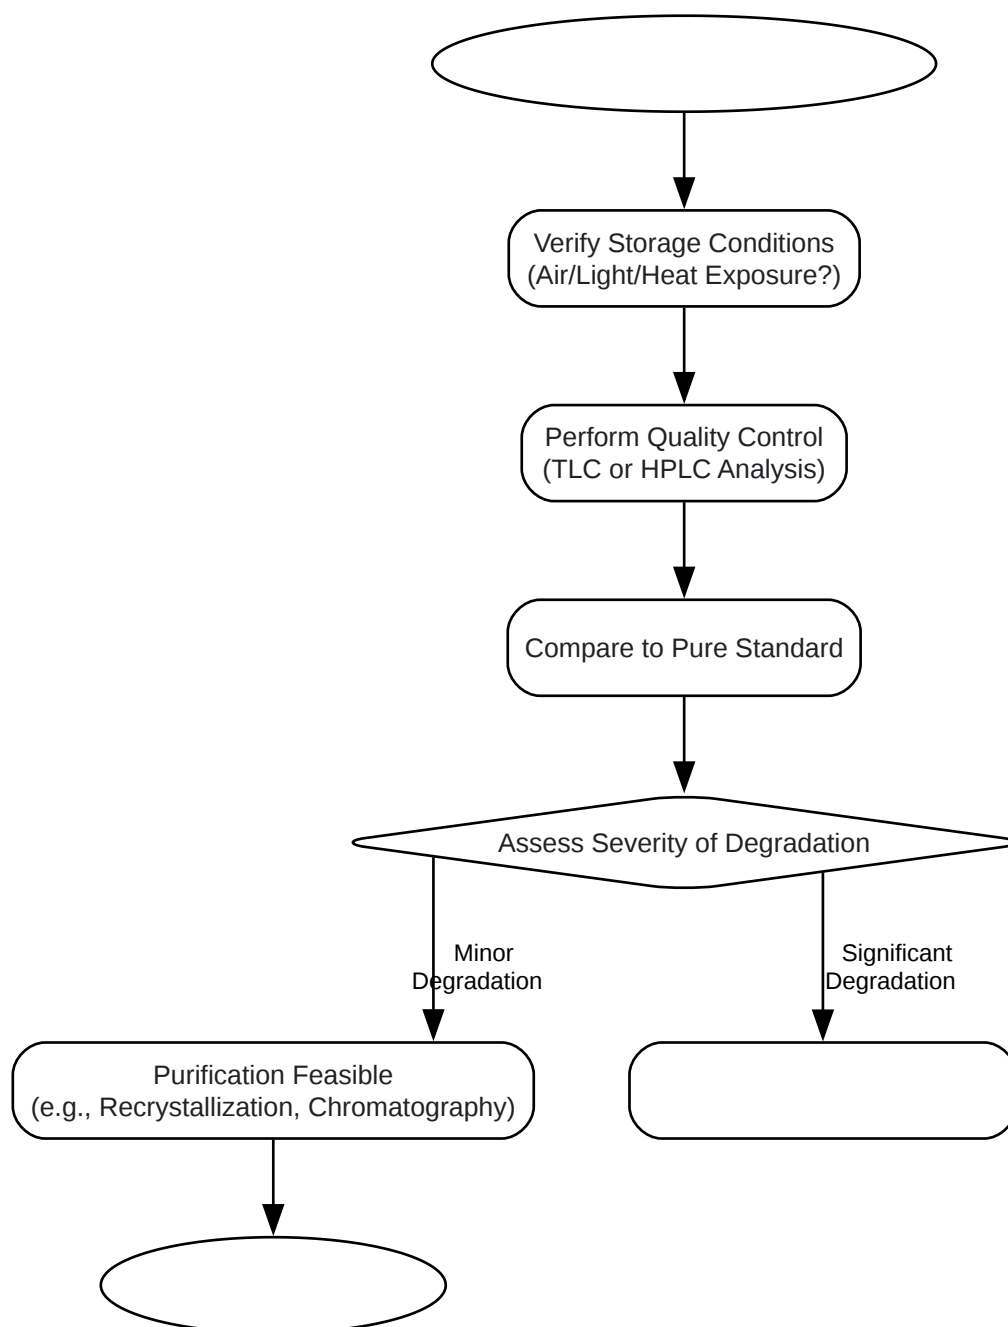 Verify Storage Conditions
(Air/Light/Heat Exposure?)
Perform Quality Control
(TLC or HPLC Analysis)
Compare to Pure Standard
Assess Severity of Degradation
Minor
Degradation
Significant
Degradation
Purification Feasible
(e.g., Recrystallization, Chromatography)